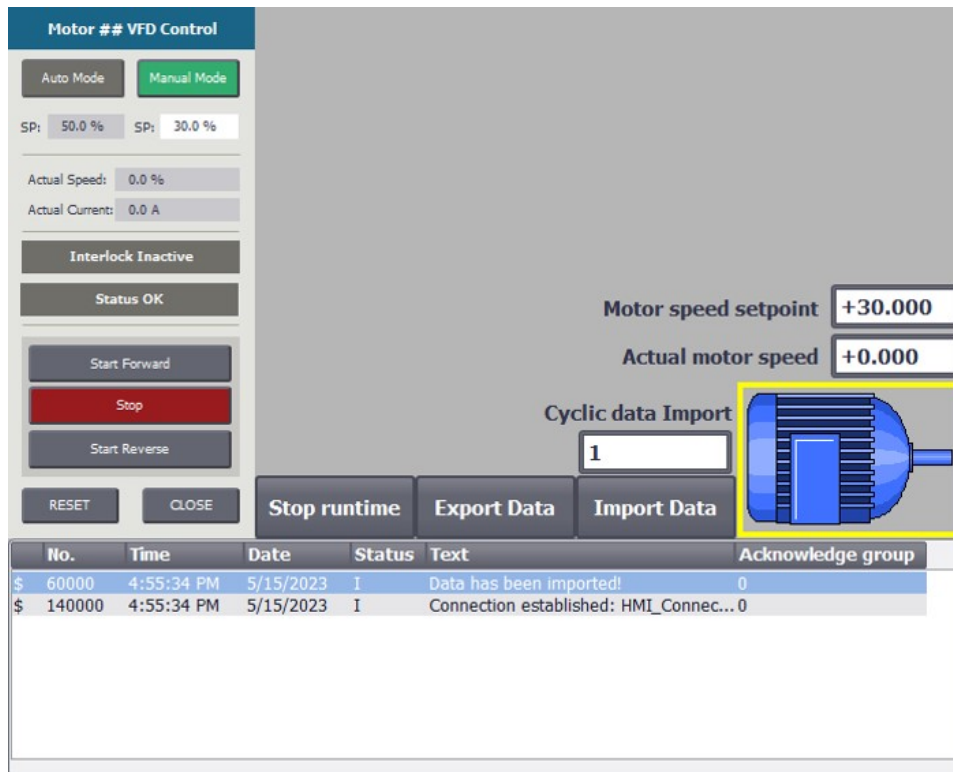 Motor ## VFD Control
Auto Mode Manual Mode
SP: 50.0 % SP: 30.0 %
Actual Speed: 0.0 %
Actual Current: 0.0 A
Interlock Inactive
Status OK
Start Forward
Stop
Start Reverse
RESET CLOSE
Motor speed setpoint +30.000
Actual motor speed +0.000
Cyclic data Import
1
Stop runtime Export Data Import Data
No. Time Date Status Text Acknowledge group
$ 60000 4:55:34 PM 5/15/2023 I Data has been imported! 0
$ 140000 4:55:34 PM 5/15/2023 I Connection established: HMI_Connec... 0